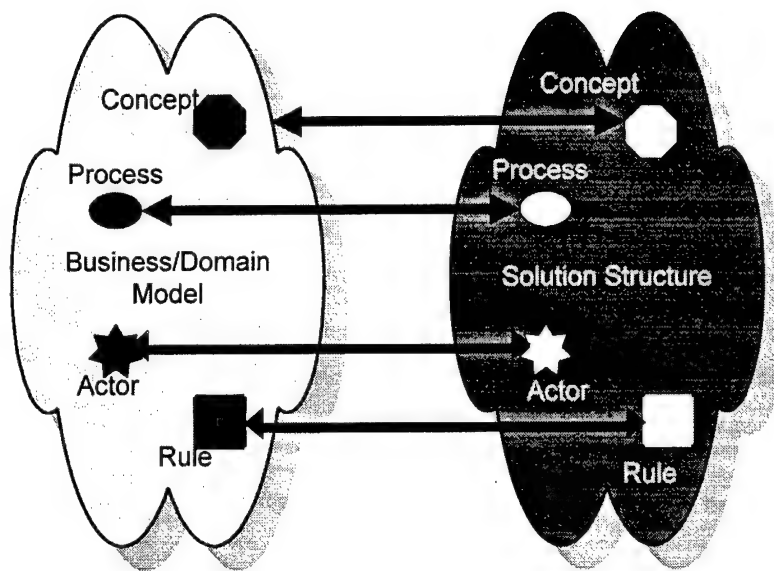 Concept
Process
Business/Domain
Model
Actor
Rule
Concept
Process
Solution Structure
Actor
Rule